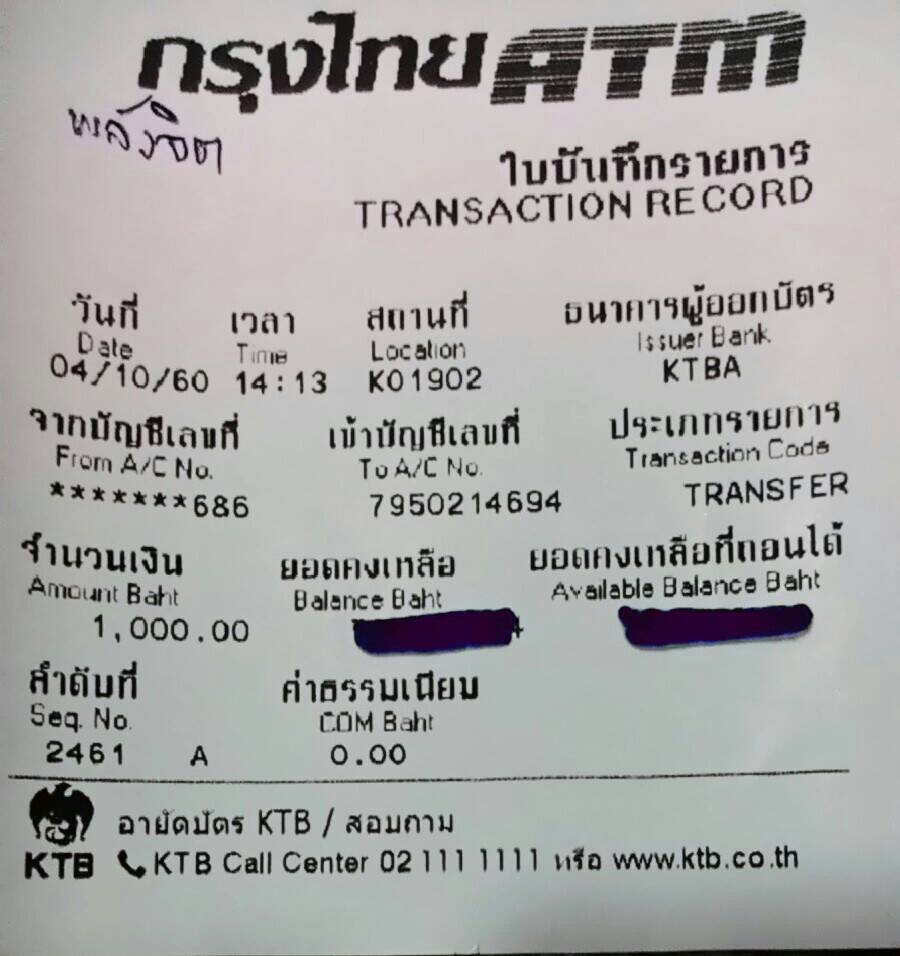 กรุงไทย ATM
พลังจิต
ใบบันทึกรายการ
TRANSACTION RECORD
วันที่ เวลา สถานที่ ธนาคารผู้ออกบัตร
Date Time Location Issuer Bank
04/10/60 14:13 K01902 KTBA
จากบัญชีเลขที่ เข้าบัญชีเลขที่ ประเภทรายการ
From A/C No. To A/C No. Transaction Code
*******686 7950214694 TRANSFER
จำนวนเงิน ยอดคงเหลือ ยอดคงเหลือที่ถอนได้
Amount Baht Balance Baht Available Balance Baht
1,000.00
ลำดับที่ ค่าธรรมเนียม
Seq. No. COM Baht
2461 A 0.00
อายัดบัตร KTB / สอบถาม
KTB KTB Call Center 02 111 1111 หรือ www.ktb.co.th